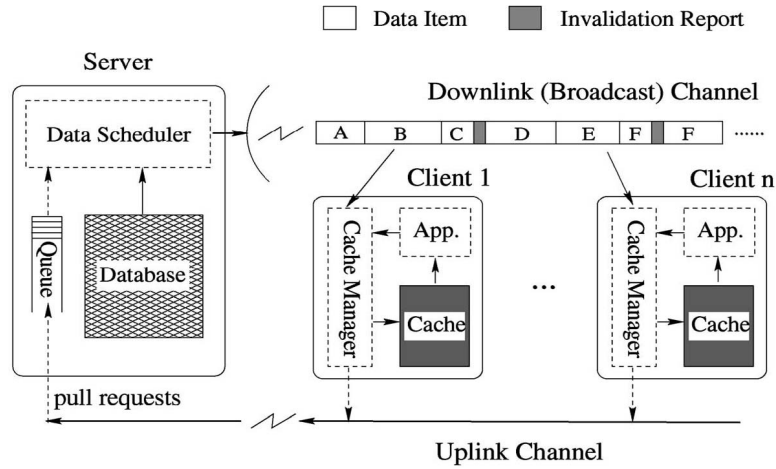 Data Item Invalidation Report
Server
Downlink (Broadcast) Channel
Data Scheduler
A B C D E F F ......
Client 1 Client n
Queue
Database
Cache Manager
App.
Cache
...
Cache Manager
App.
Cache
pull requests
Uplink Channel